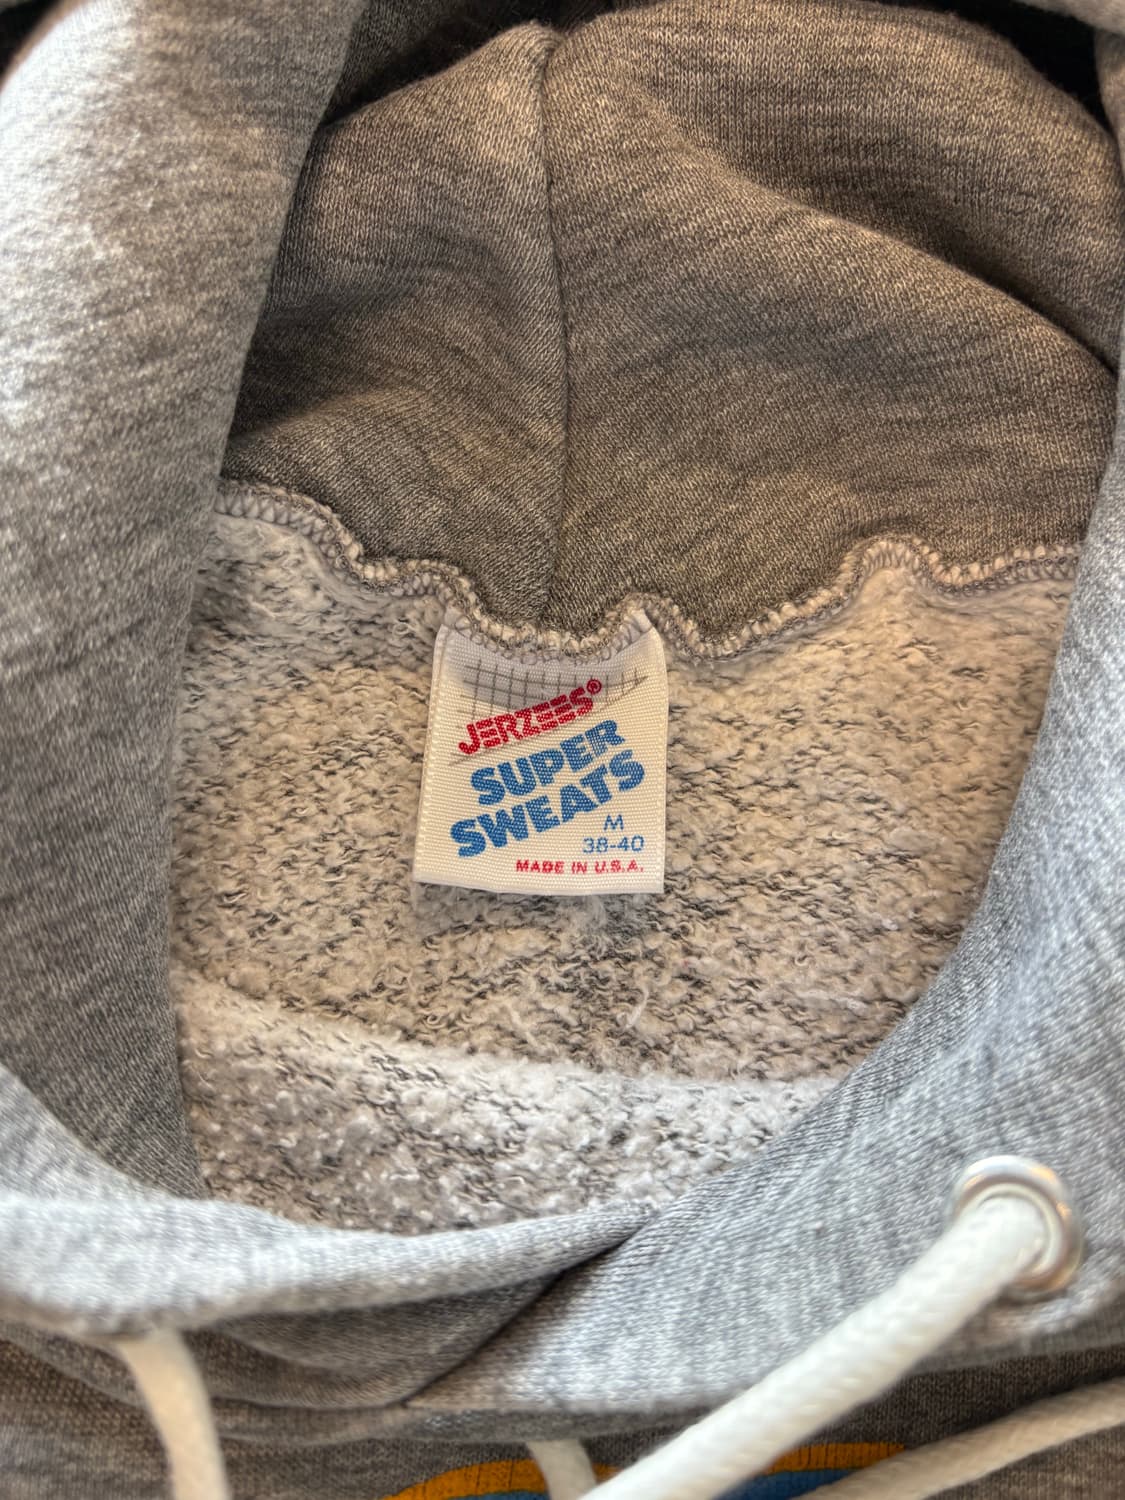 JERZEES®
SUPER
SWEATS
M
38-40
MADE IN U.S.A.